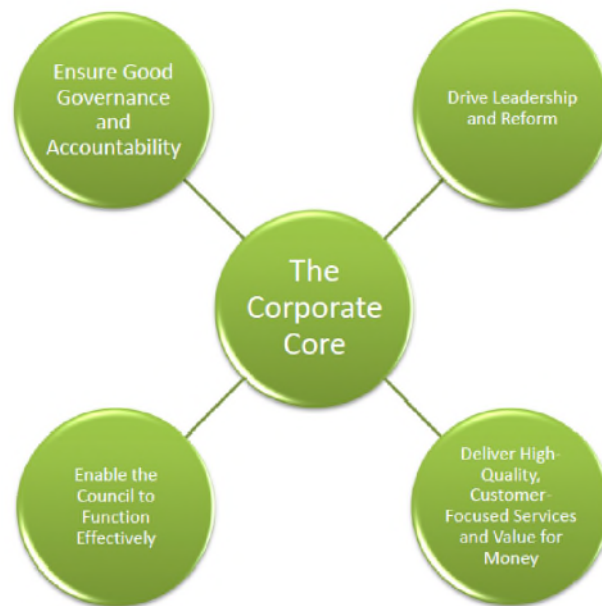 Ensure Good
Governance
and
Accountability
Drive Leadership
and Reform
The
Corporate
Core
Enable the
Council to
Function
Effectively
Deliver High-
Quality,
Customer-
Focused Services
and Value for
Money